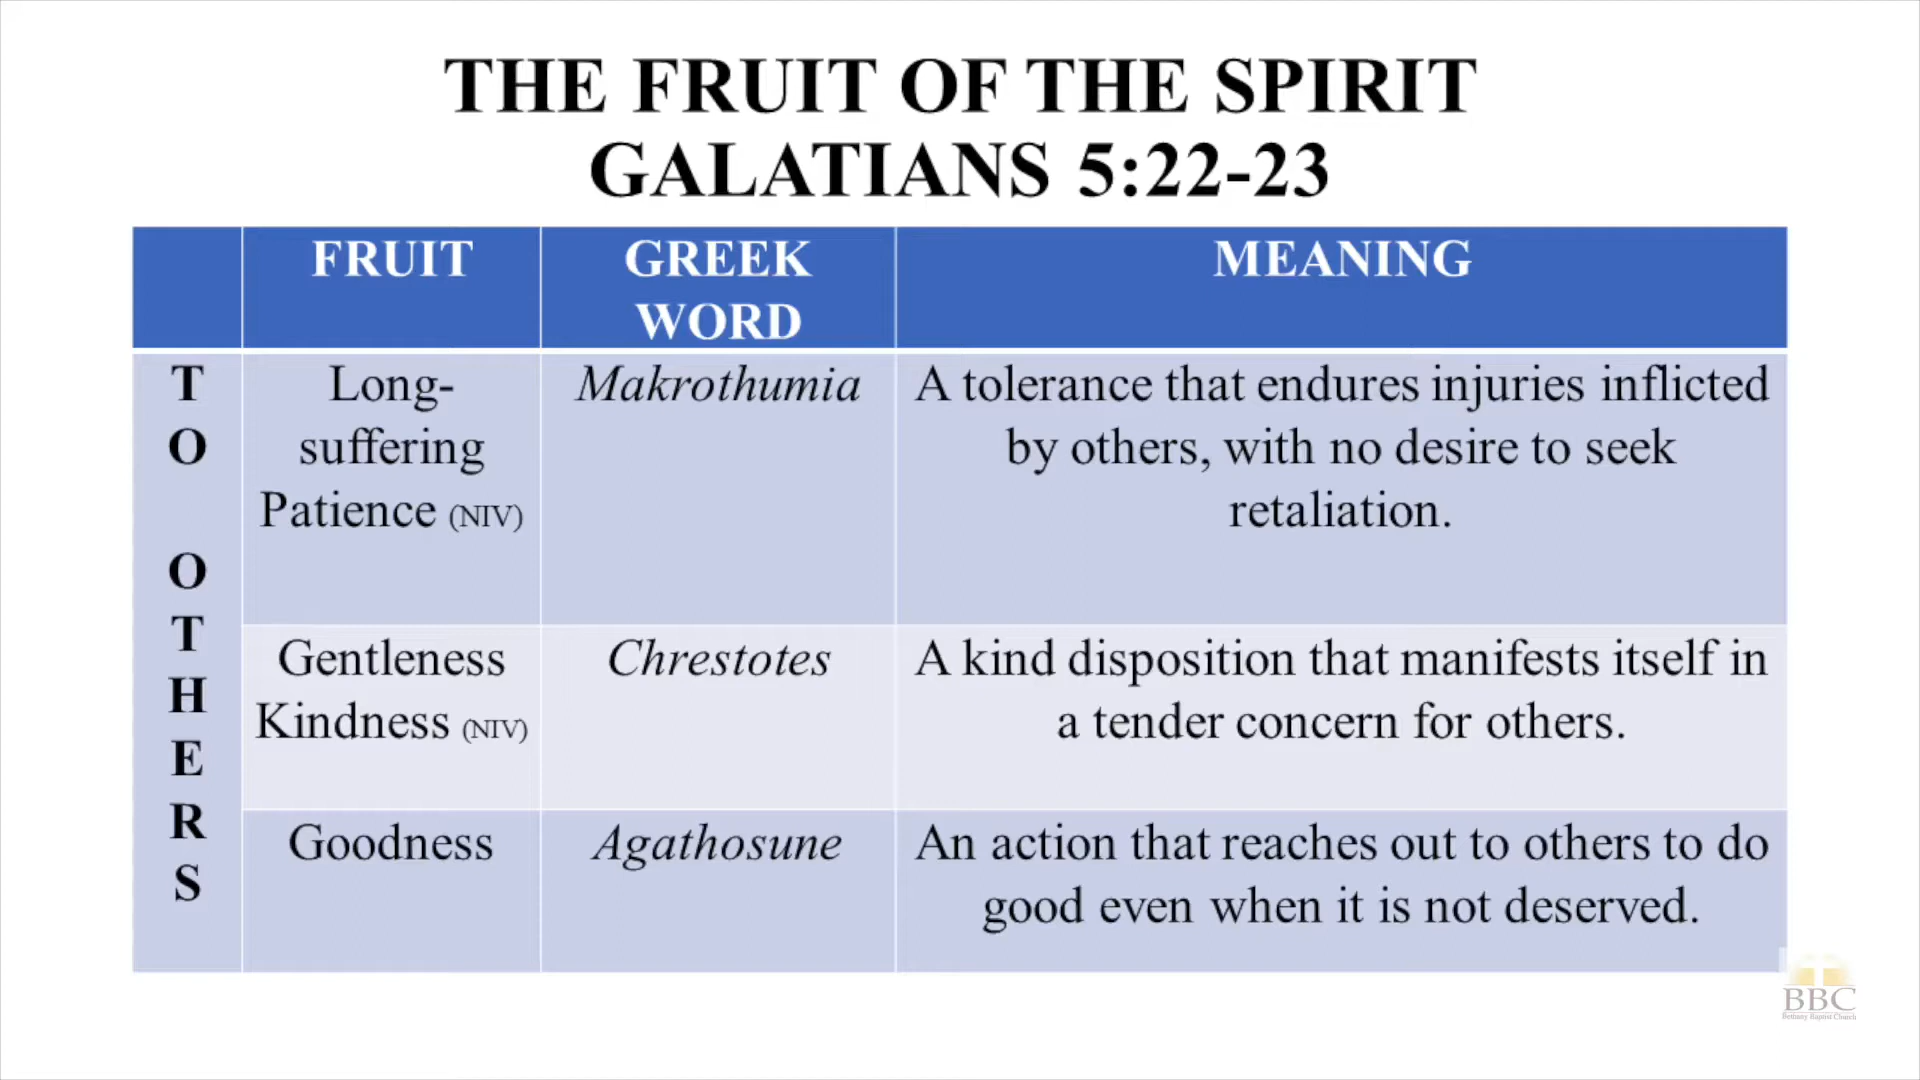 THE FRUIT OF THE SPIRIT
GALATIANS 5:22-23
FRUIT
GREEK
WORD
MEANING
T
O
O
T
H
E
R
S
Long-
suffering
Patience (NIV)
Makrothumia
A tolerance that endures injuries inflicted
by others, with no desire to seek
retaliation.
Gentleness
Kindness (NIV)
Chrestotes
A kind disposition that manifests itself in
a tender concern for others.
Goodness
Agathosune
An action that reaches out to others to do
good even when it is not deserved.
BBC
Bethany Baptist Church